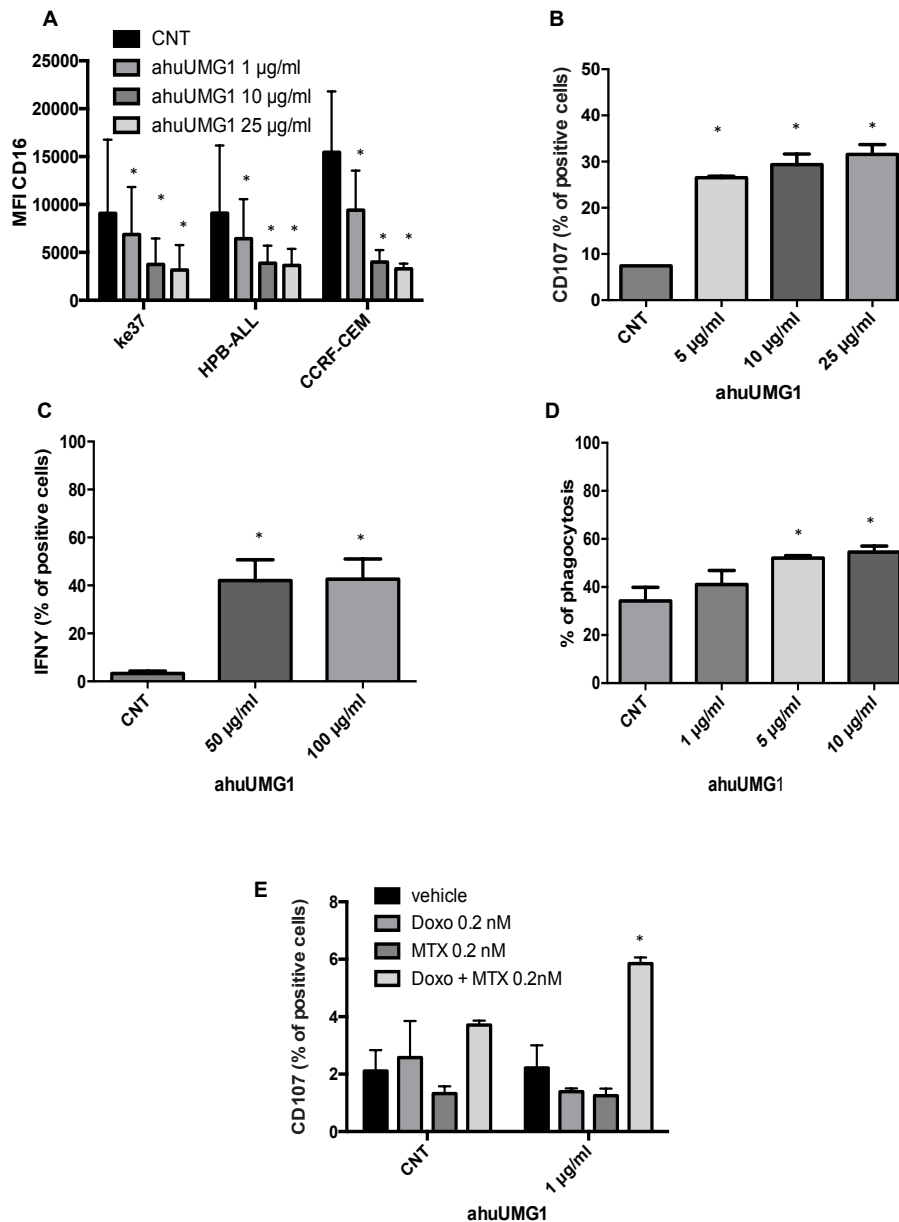 A
CNT
ahuUMG1 1 µg/ml
ahuUMG1 10 µg/ml
ahuUMG1 25 µg/ml
25000
20000
15000
10000
5000
0
MFI CD16
* * *
* * *
* * *
ke37
HPB-ALL
CCRF-CEM
B
50
40
30
20
10
0
CD107 (% of positive cells)
* * *
CNT
5 µg/ml
10 µg/ml
25 µg/ml
ahuUMG1
C
100
80
60
40
20
0
IFNY (% of positive cells)
* *
CNT
50 µg/ml
100 µg/ml
ahuUMG1
D
100
80
60
40
20
0
% of phagocytosis
* *
CNT
1 µg/ml
5 µg/ml
10 µg/ml
ahuUMG1
E
vehicle
Doxo 0.2 nM
MTX 0.2 nM
Doxo + MTX 0.2nM
8
6
4
2
0
CD107 (% of positive cells)
*
CNT
1 µg/ml
ahuUMG1